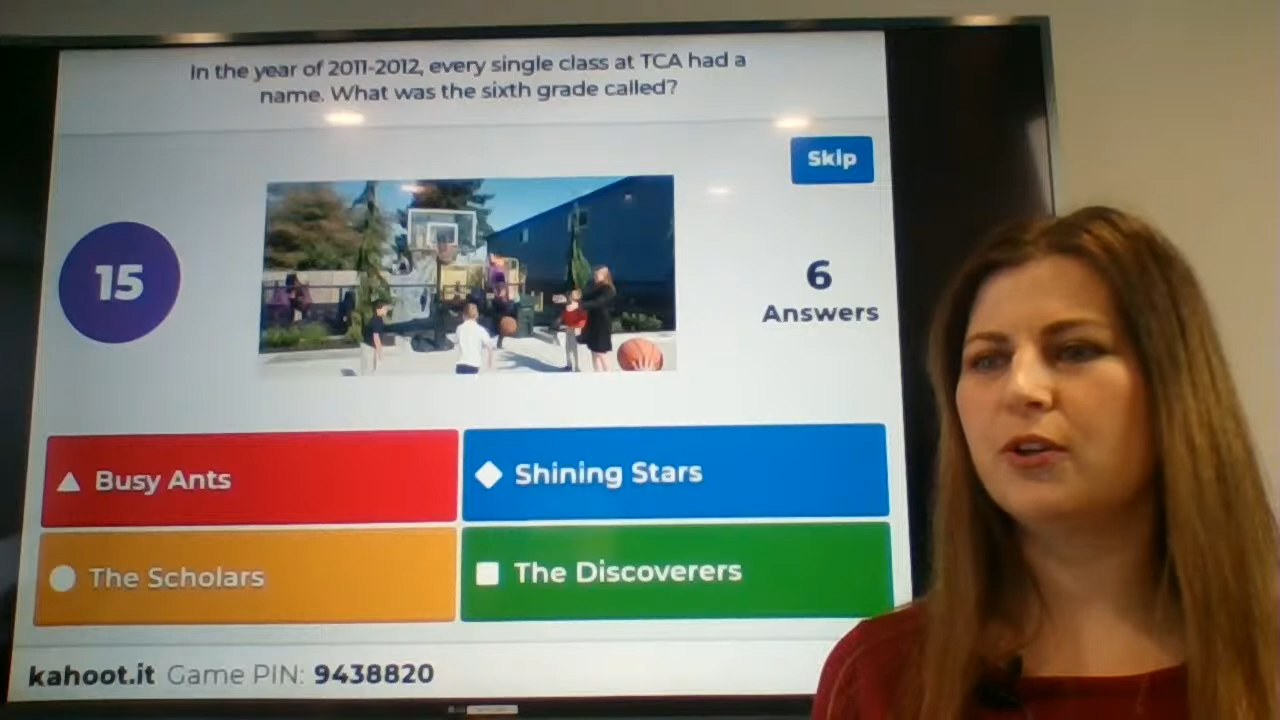 In the year of 2011-2012, every single class at TCA had a
name. What was the sixth grade called?
Skip
15
6
Answers
Busy Ants
Shining Stars
The Scholars
The Discoverers
kahoot.it Game PIN: 9438820